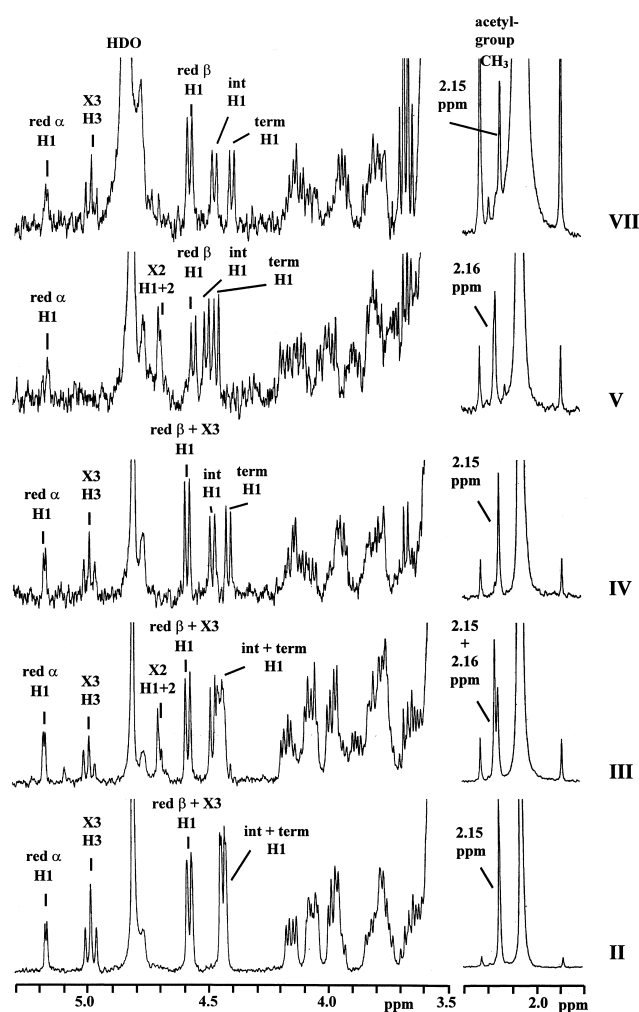 HDO
acetyl-
group
CH3
red β
H1
int
H1
X3
H3
term
H1
red α
H1
2.15
ppm
VII
red β
H1
int
H1
term
H1
X2
H1+2
red α
H1
2.16
ppm
V
red β + X3
H1
X3
H3
int
H1
term
H1
red α
H1
2.15
ppm
IV
red β + X3
H1
int + term
H1
X2
H1+2
X3
H3
red α
H1
2.15
+
2.16
ppm
III
red β + X3
H1
X3
H3
int + term
H1
red α
H1
2.15
ppm
II
5.0 4.5 4.0 ppm 3.5 2.0 ppm